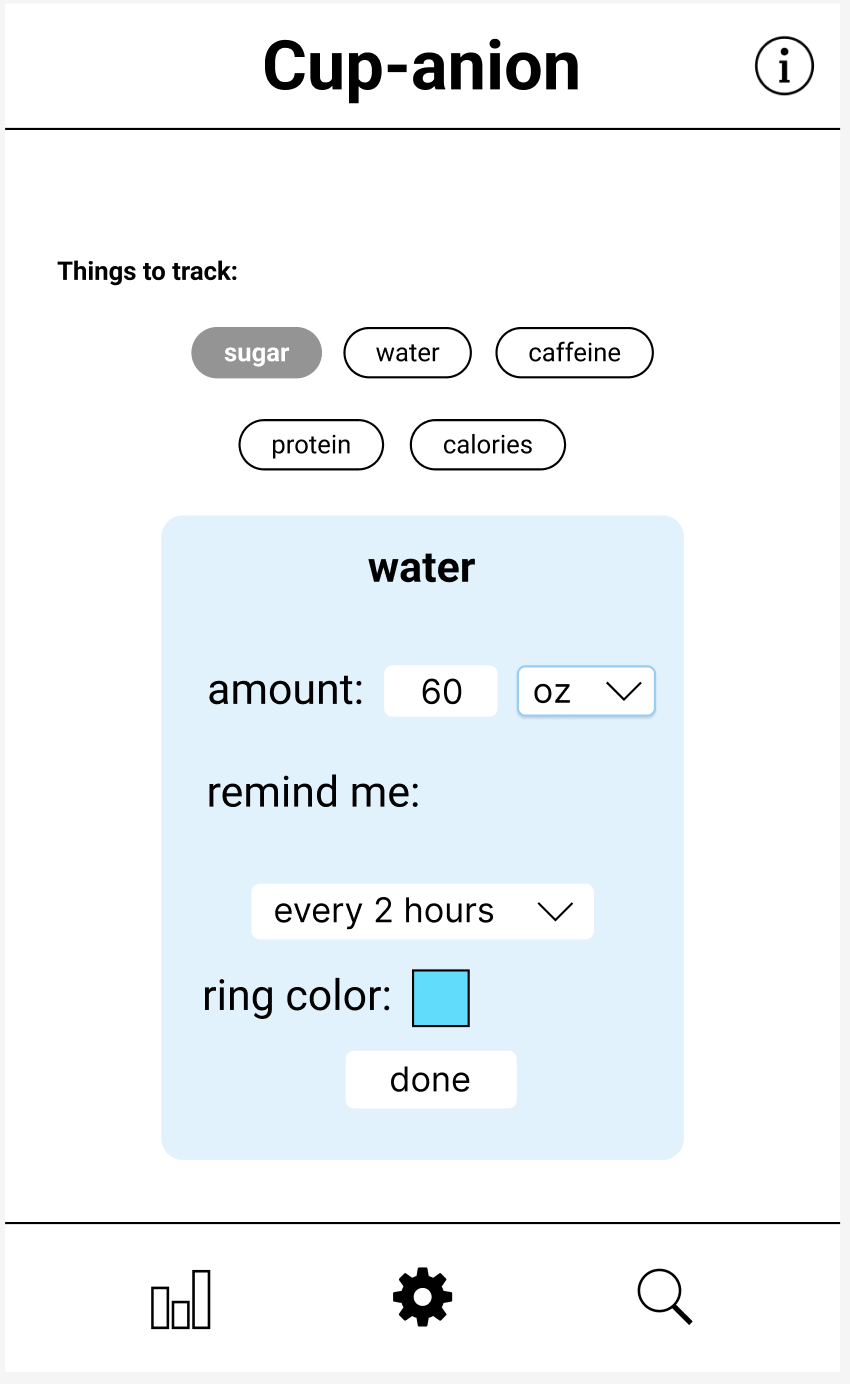 Cup-anion
i
Things to track:
sugar water caffeine
protein calories
water
amount: 60 oz
remind me:
every 2 hours
ring color:
done